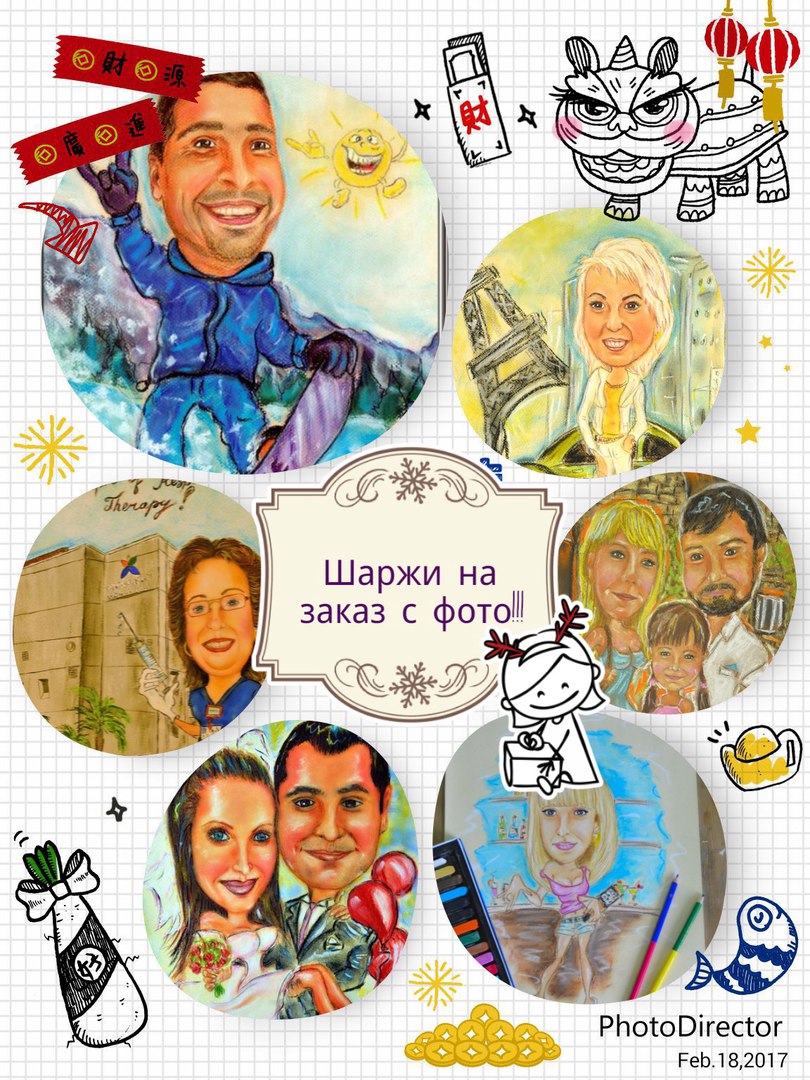 財 源
廣 進
財
Therapy!
Шаржи на
заказ с фото!!!
PhotoDirector
Feb.18,2017